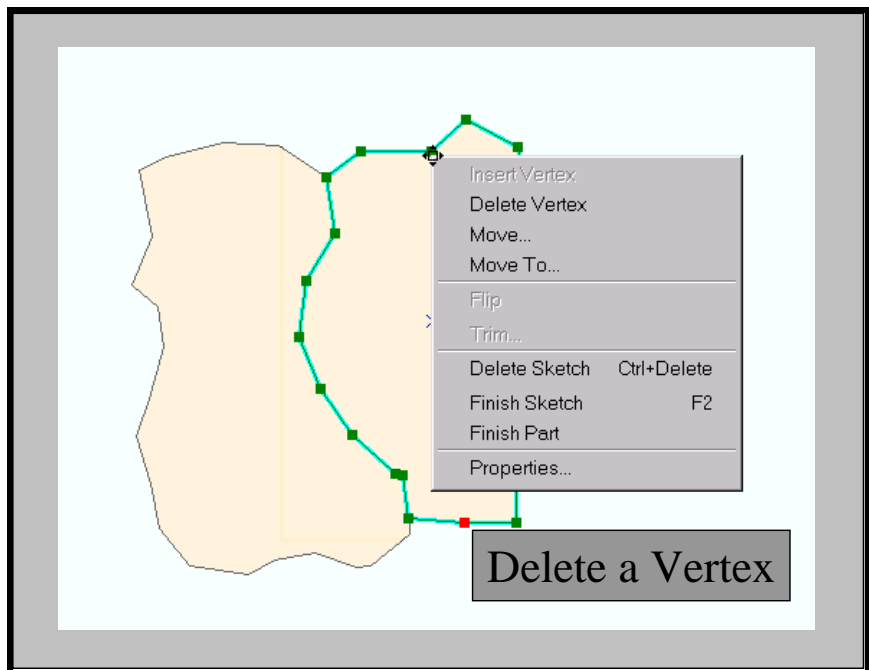 Insert Vertex
Delete Vertex
Move...
Move To...
Flip
Trim...
Delete Sketch Ctrl+Delete
Finish Sketch F2
Finish Part
Properties...
Delete a Vertex